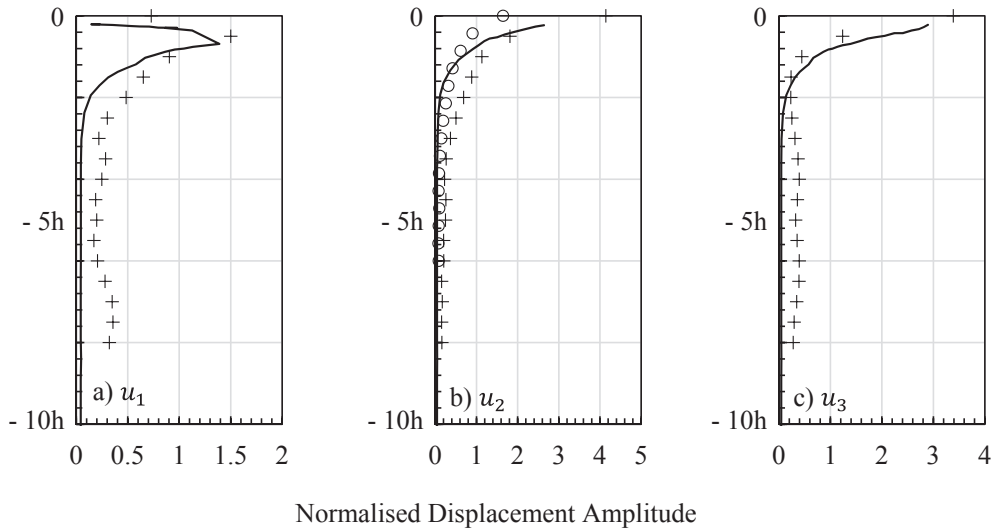 0 0 0
- 5h - 5h - 5h
a) u₁ b) u₂ c) u₃
- 10h - 10h - 10h
0 0.5 1 1.5 2 0 1 2 3 4 5 0 1 2 3 4
Normalised Displacement Amplitude